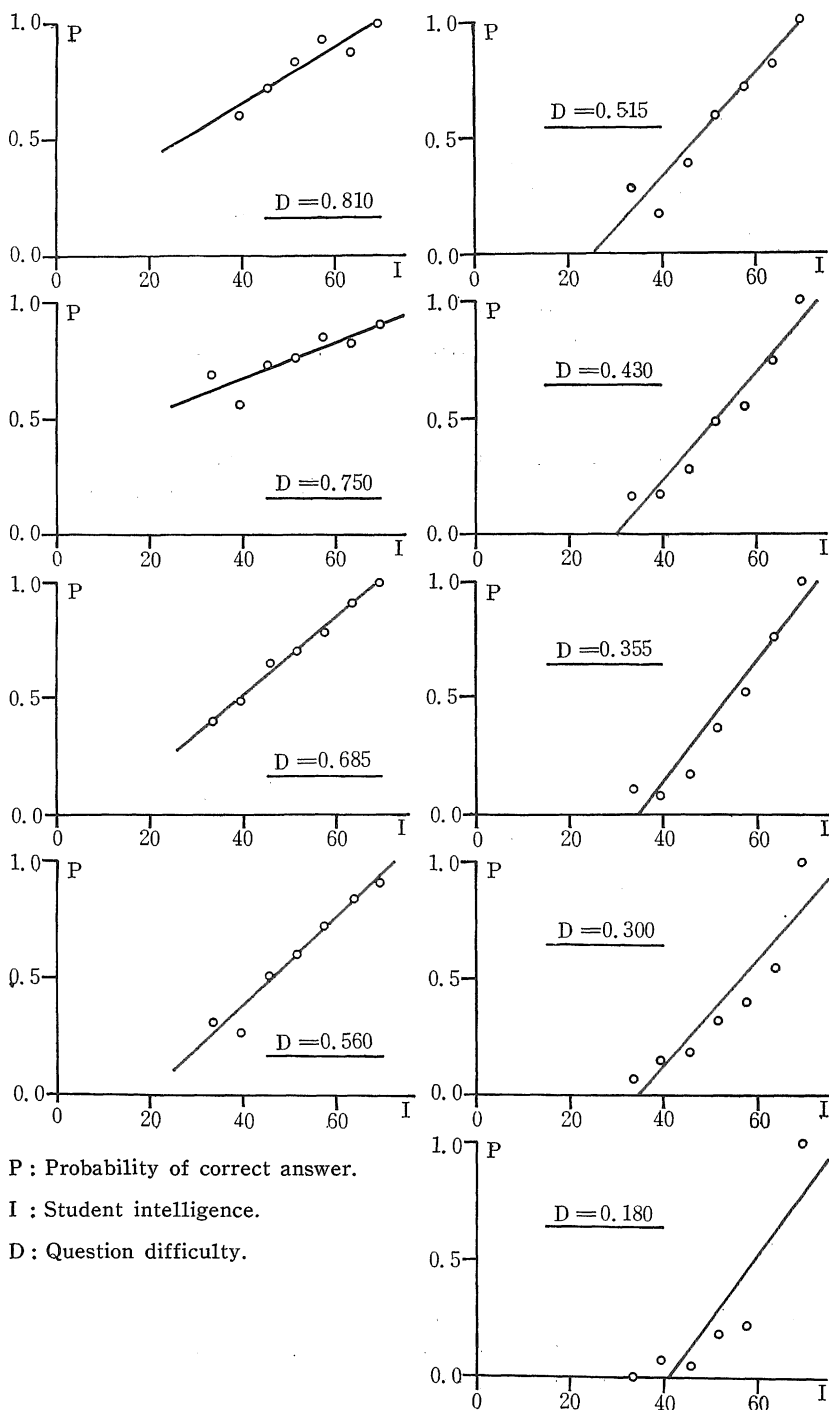 1.0
P
0.5
D=0.810
0.0
0 20 40 60 I
1.0
P
0.5
D=0.750
0.0
0 20 40 60 I
1.0
P
0.5
D=0.685
0.0
0 20 40 60 I
1.0
P
0.5
D=0.560
0.0
0 20 40 60 I
P: Probability of correct answer.
I: Student intelligence.
D: Question difficulty.
1.0
P
D=0.515
0.5
0.0
0 20 40 60 I
1.0
P
D=0.430
0.5
0.0
0 20 40 60 I
1.0
P
D=0.355
0.5
0.0
0 20 40 60 I
1.0
P
D=0.300
0.5
0.0
0 20 40 60 I
1.0
P
D=0.180
0.5
0.0
0 20 40 60 I